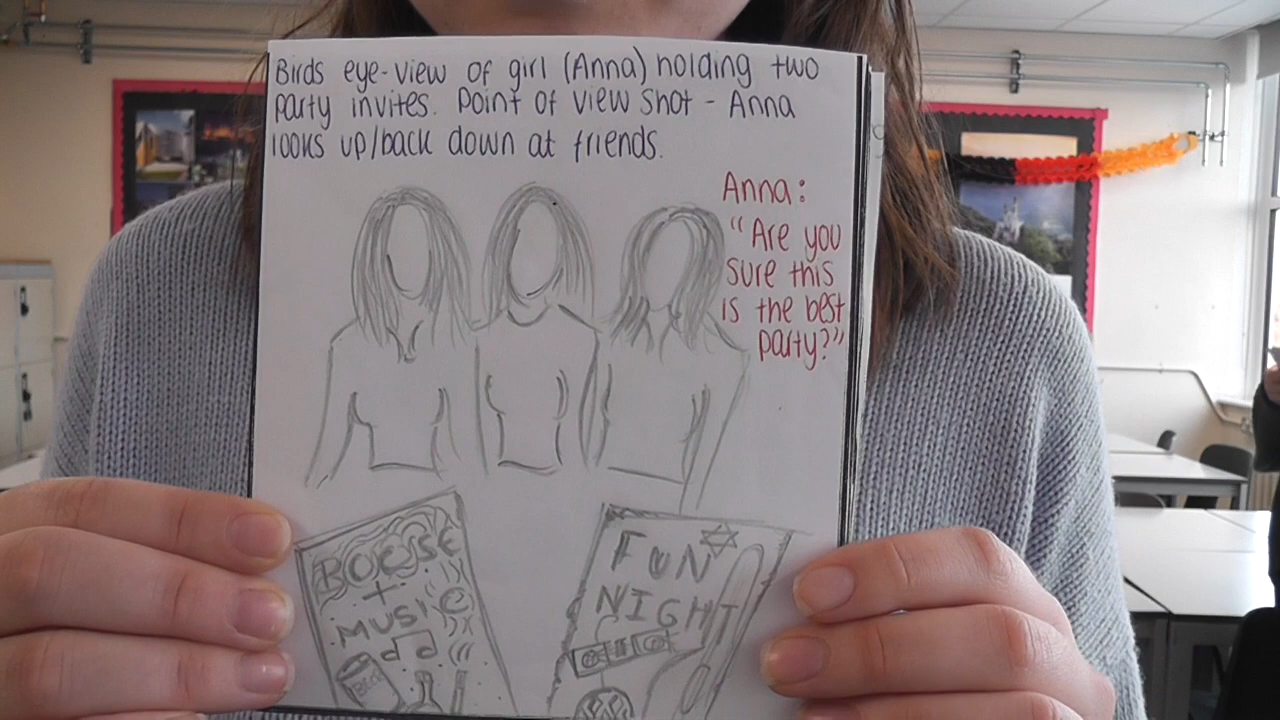 Birds eye-view of girl (Anna) holding two
party invites. Point of view shot - Anna
looks up/back down at friends.
Anna:
"Are you
sure this
is the best
party?"
BOOZE
+
MUSIC
BEER
FUN
NIGHT